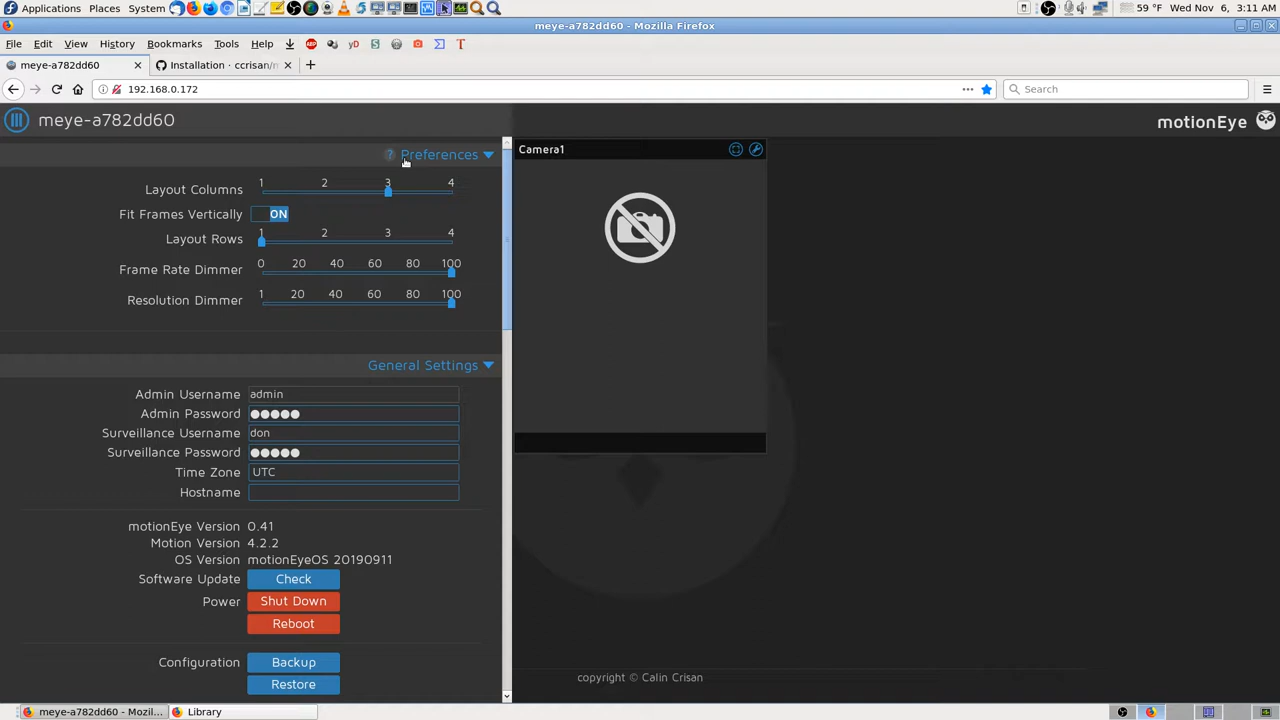 Applications Places System 59 °F Wed Nov 6, 3:11 AM
meye-a782dd60 - Mozilla Firefox
File Edit View History Bookmarks Tools Help
meye-a782dd60 Installation · ccrisan/
192.168.0.172 Search
meye-a782dd60 motionEye
? Preferences
Camera1
Layout Columns 1 2 3 4
Fit Frames Vertically ON
Layout Rows 1 2 3 4
Frame Rate Dimmer 0 20 40 60 80 100
Resolution Dimmer 1 20 40 60 80 100
General Settings
Admin Username admin
Admin Password ●●●●●
Surveillance Username don
Surveillance Password ●●●●●
Time Zone UTC
Hostname
motionEye Version 0.41
Motion Version 4.2.2
OS Version motionEyeOS 20190911
Software Update Check
Power Shut Down
Reboot
Configuration Backup
Restore
copyright © Calin Crisan
meye-a782dd60 - Mozil... Library